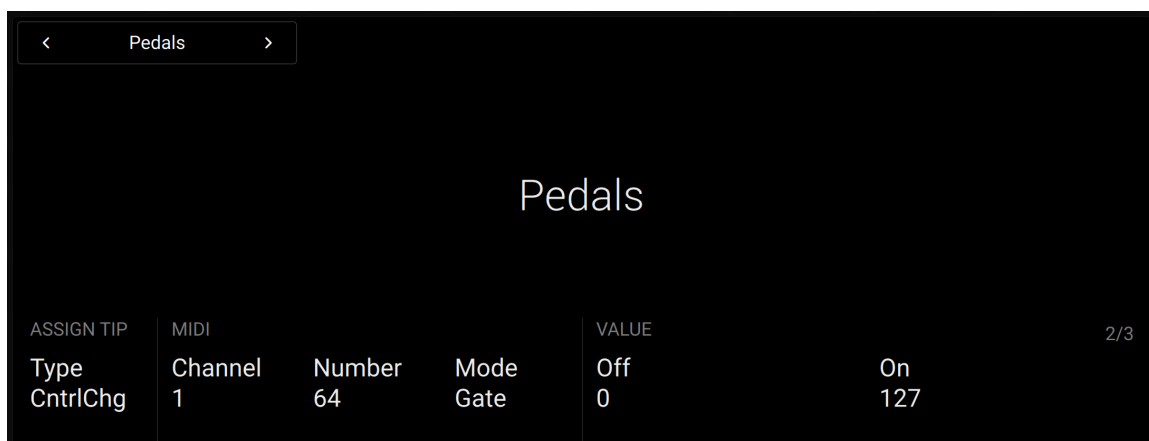 < Pedals >
Pedals
ASSIGN TIP MIDI VALUE 2/3
Type Channel Number Mode Off On
CntrlChg 1 64 Gate 0 127